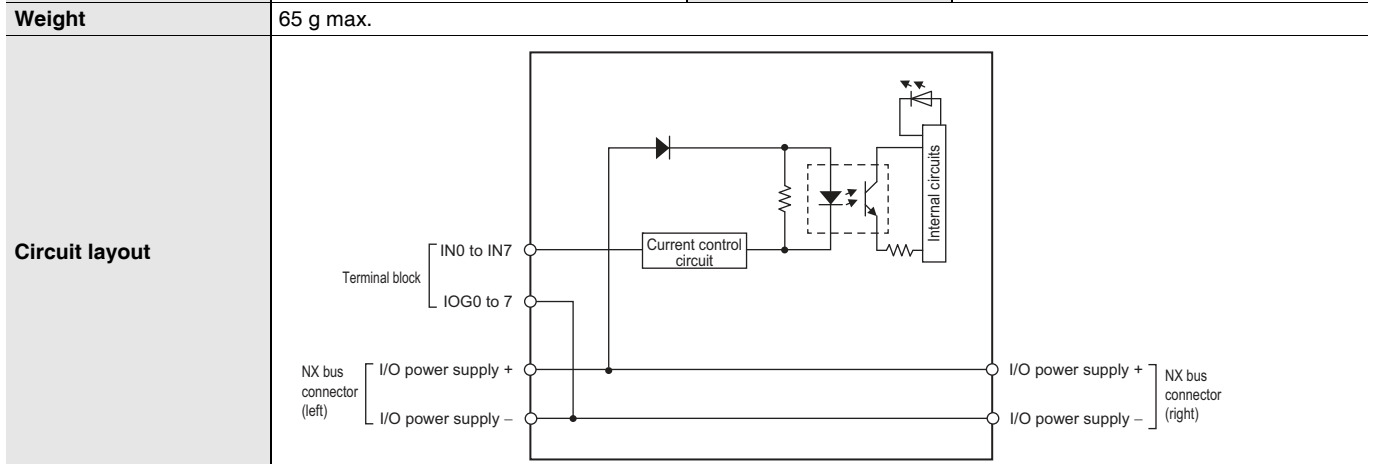 Weight
65 g max.
Circuit layout
Internal circuits
Current control
circuit
Terminal block
IN0 to IN7
IOG0 to 7
NX bus
connector
(left)
I/O power supply +
I/O power supply –
I/O power supply +
I/O power supply –
NX bus
connector
(right)